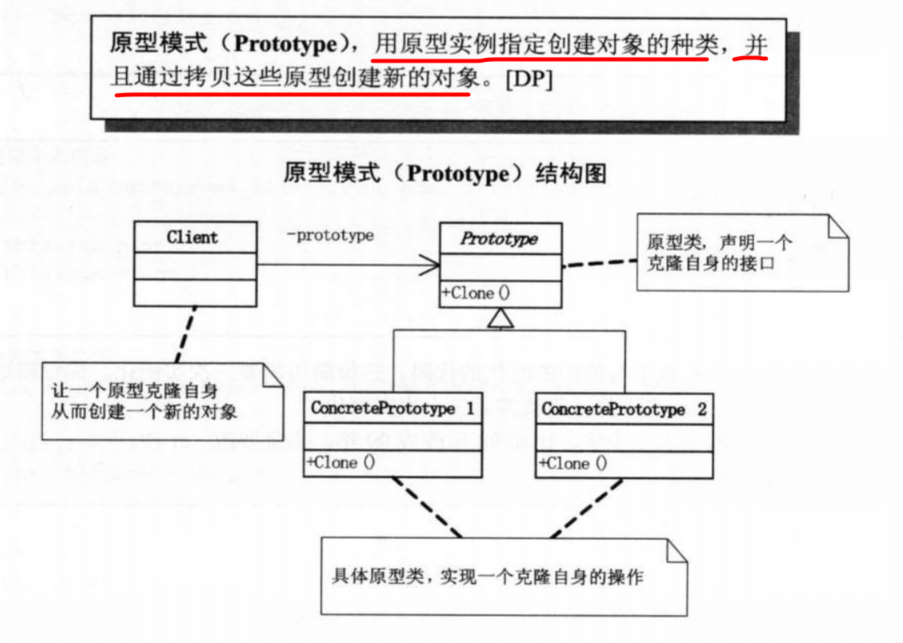 原型模式（Prototype），用原型实例指定创建对象的种类，并
且通过拷贝这些原型创建新的对象。[DP]
原型模式（Prototype）结构图
Client
-prototype
Prototype
+Clone()
原型类，声明一个
克隆自身的接口
让一个原型克隆自身
从而创建一个新的对象
ConcretePrototype 1
+Clone()
ConcretePrototype 2
+Clone()
具体原型类，实现一个克隆自身的操作